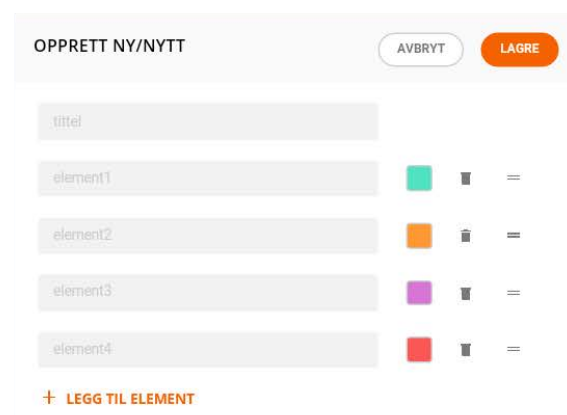 OPPRETT NY/NYTT
AVBRYT
LAGRE
tittel
element1
element2
element3
element4
+ LEGG TIL ELEMENT